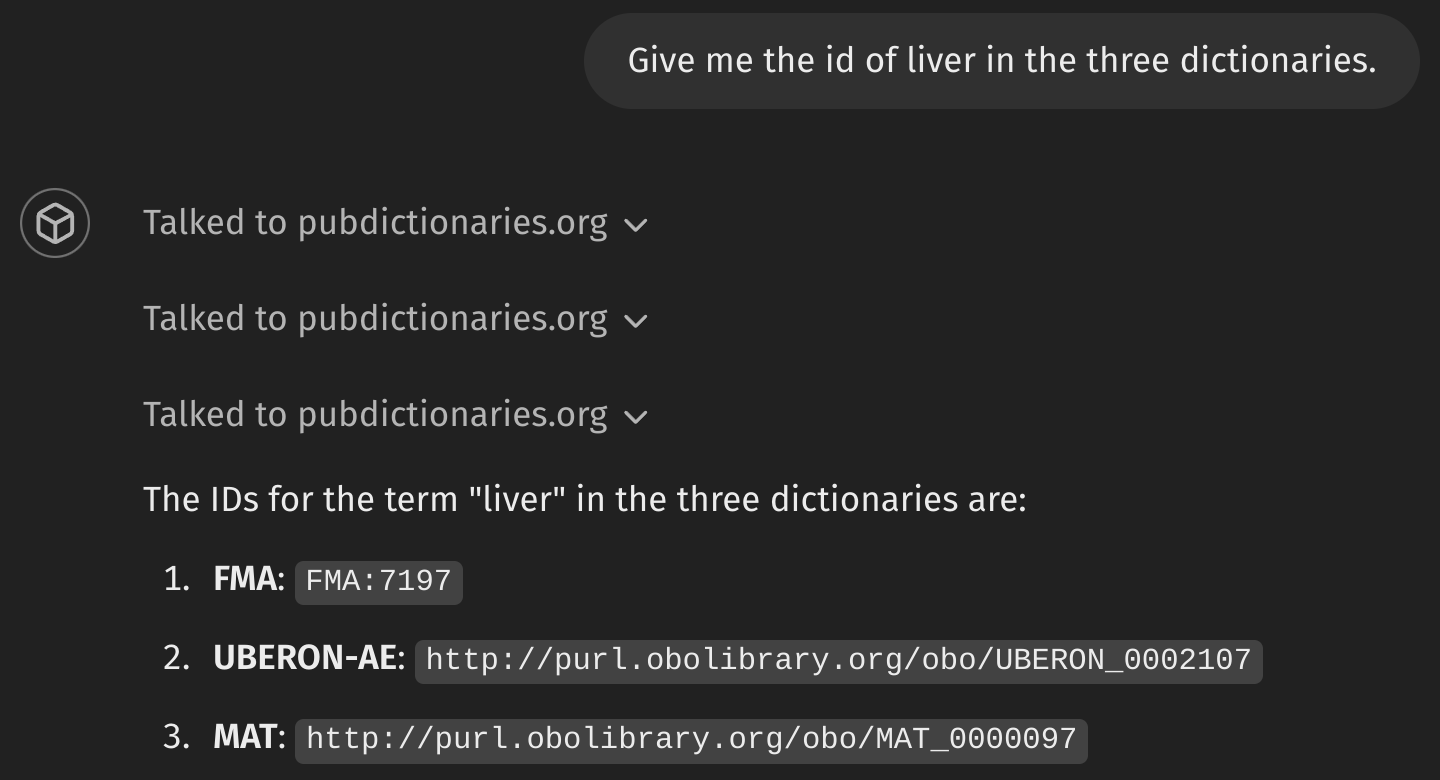 Give me the id of liver in the three dictionaries.
Talked to pubdictionaries.org
Talked to pubdictionaries.org
Talked to pubdictionaries.org
The IDs for the term "liver" in the three dictionaries are:
1. FMA: FMA:7197
2. UBERON-AE: http://purl.obolibrary.org/obo/UBERON_0002107
3. MAT: http://purl.obolibrary.org/obo/MAT_0000097